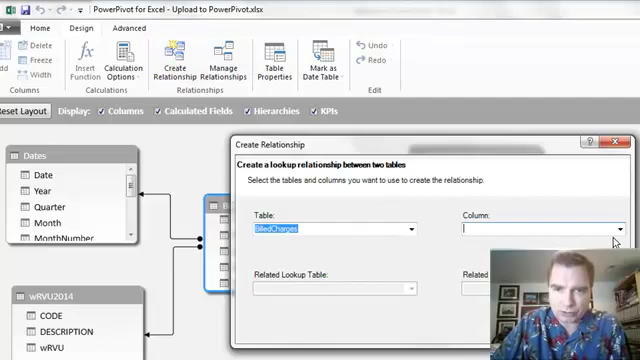 PowerPivot for Excel - Upload to PowerPivot.xlsx
Home Design Advanced
Delete
Freeze
Width
Columns
Insert Function
Calculation Options
Calculations
Create Relationship
Manage Relationships
Relationships
Table Properties
Mark as Date Table
Calendars
Undo
Redo
Edit
Reset Layout Display: Columns Calculated Fields Hierarchies KPIs
Dates
Date
Year
Quarter
Month
MonthNumber
wRVU2014
CODE
DESCRIPTION
wRVU
Create Relationship
Create a lookup relationship between two tables
Select the tables and columns you want to use to create the relationship.
Table:
Column:
BilledCharges
Related Lookup Table:
Related